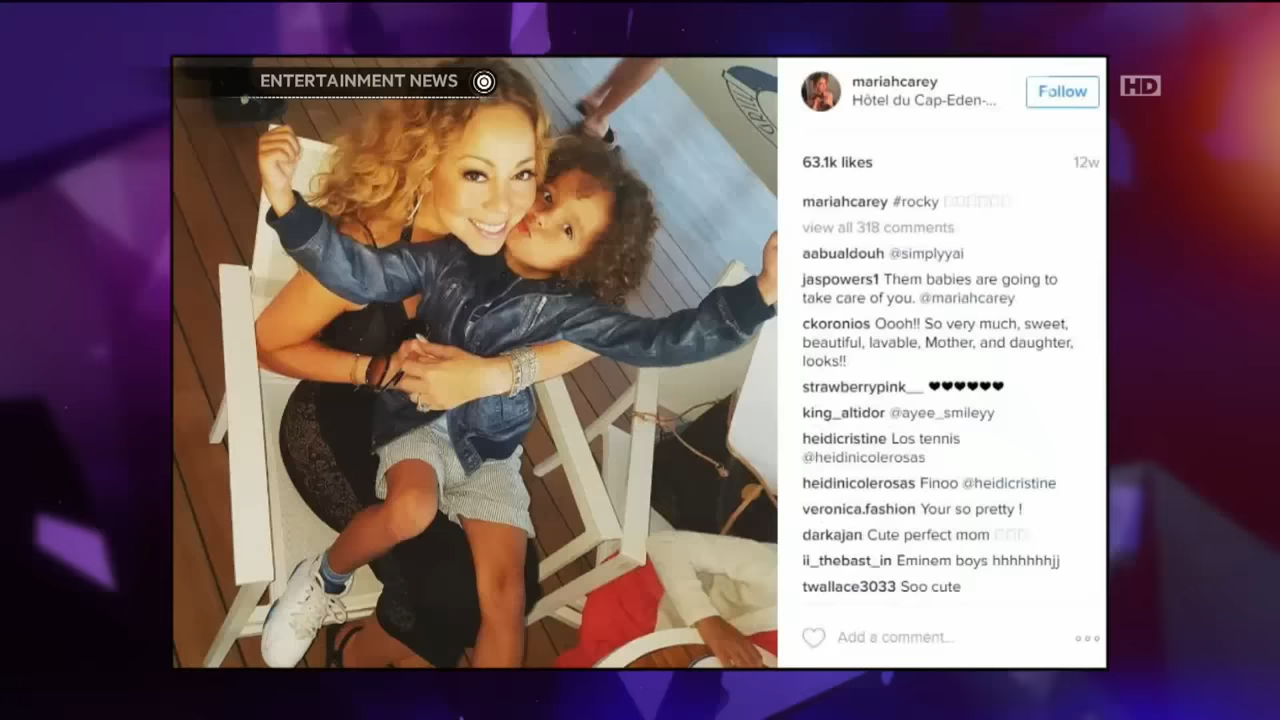 ENTERTAINMENT NEWS
HD
mariahcarey
Hôtel du Cap-Eden-...
Follow
63.1k likes
12w
mariahcarey #rocky
view all 318 comments
aabualdouh @simplyyai
jaspowers1 Them babies are going to
take care of you. @mariahcarey
ckoronios Oooh!! So very much, sweet,
beautiful, lavable, Mother, and daughter,
looks!!
strawberrypink__ ♥♥♥♥♥♥
king_altidor @ayee_smileyy
heidicristine Los tennis
@heidinicolerosas
heidinicolerosas Finoo @heidicristine
veronica.fashion Your so pretty !
darkajan Cute perfect mom
ii_thebast_in Eminem boys hhhhhhhjj
twallace3033 Soo cute
Add a comment...